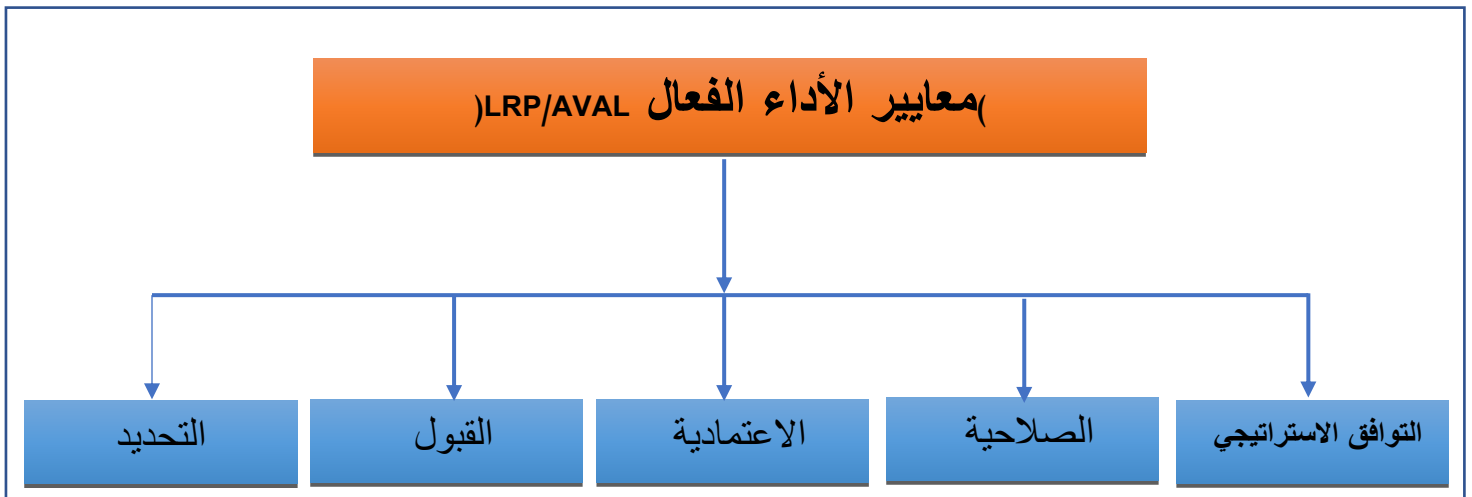 )معايير الأداء الفعال LRP/AVAL(
التوافق الاستراتيجي
الصلاحية
الاعتمادية
القبول
التحديد